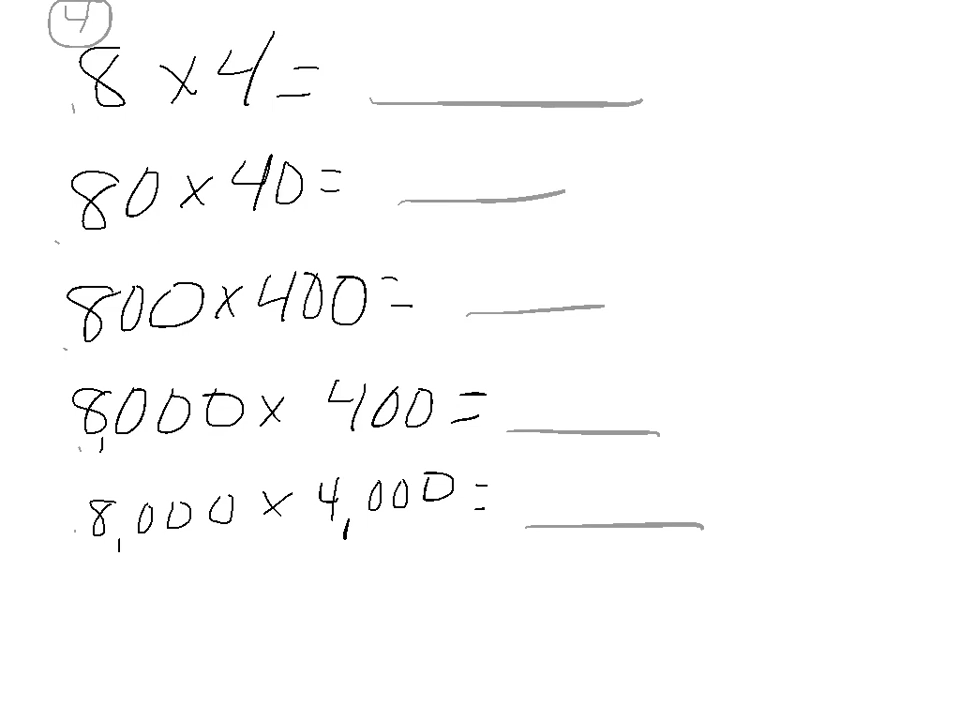 4
8 x 4 =
80 x 40 =
800 x 400 =
8,000 x 400 =
8,000 x 4,000 =